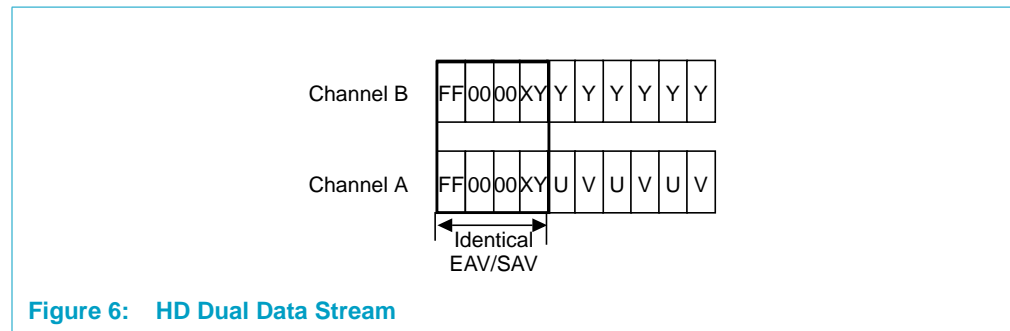 Channel B FF 00 00 XY Y Y Y Y Y Y
Channel A FF 00 00 XY U V U V U V
Identical
EAV/SAV
Figure 6: HD Dual Data Stream